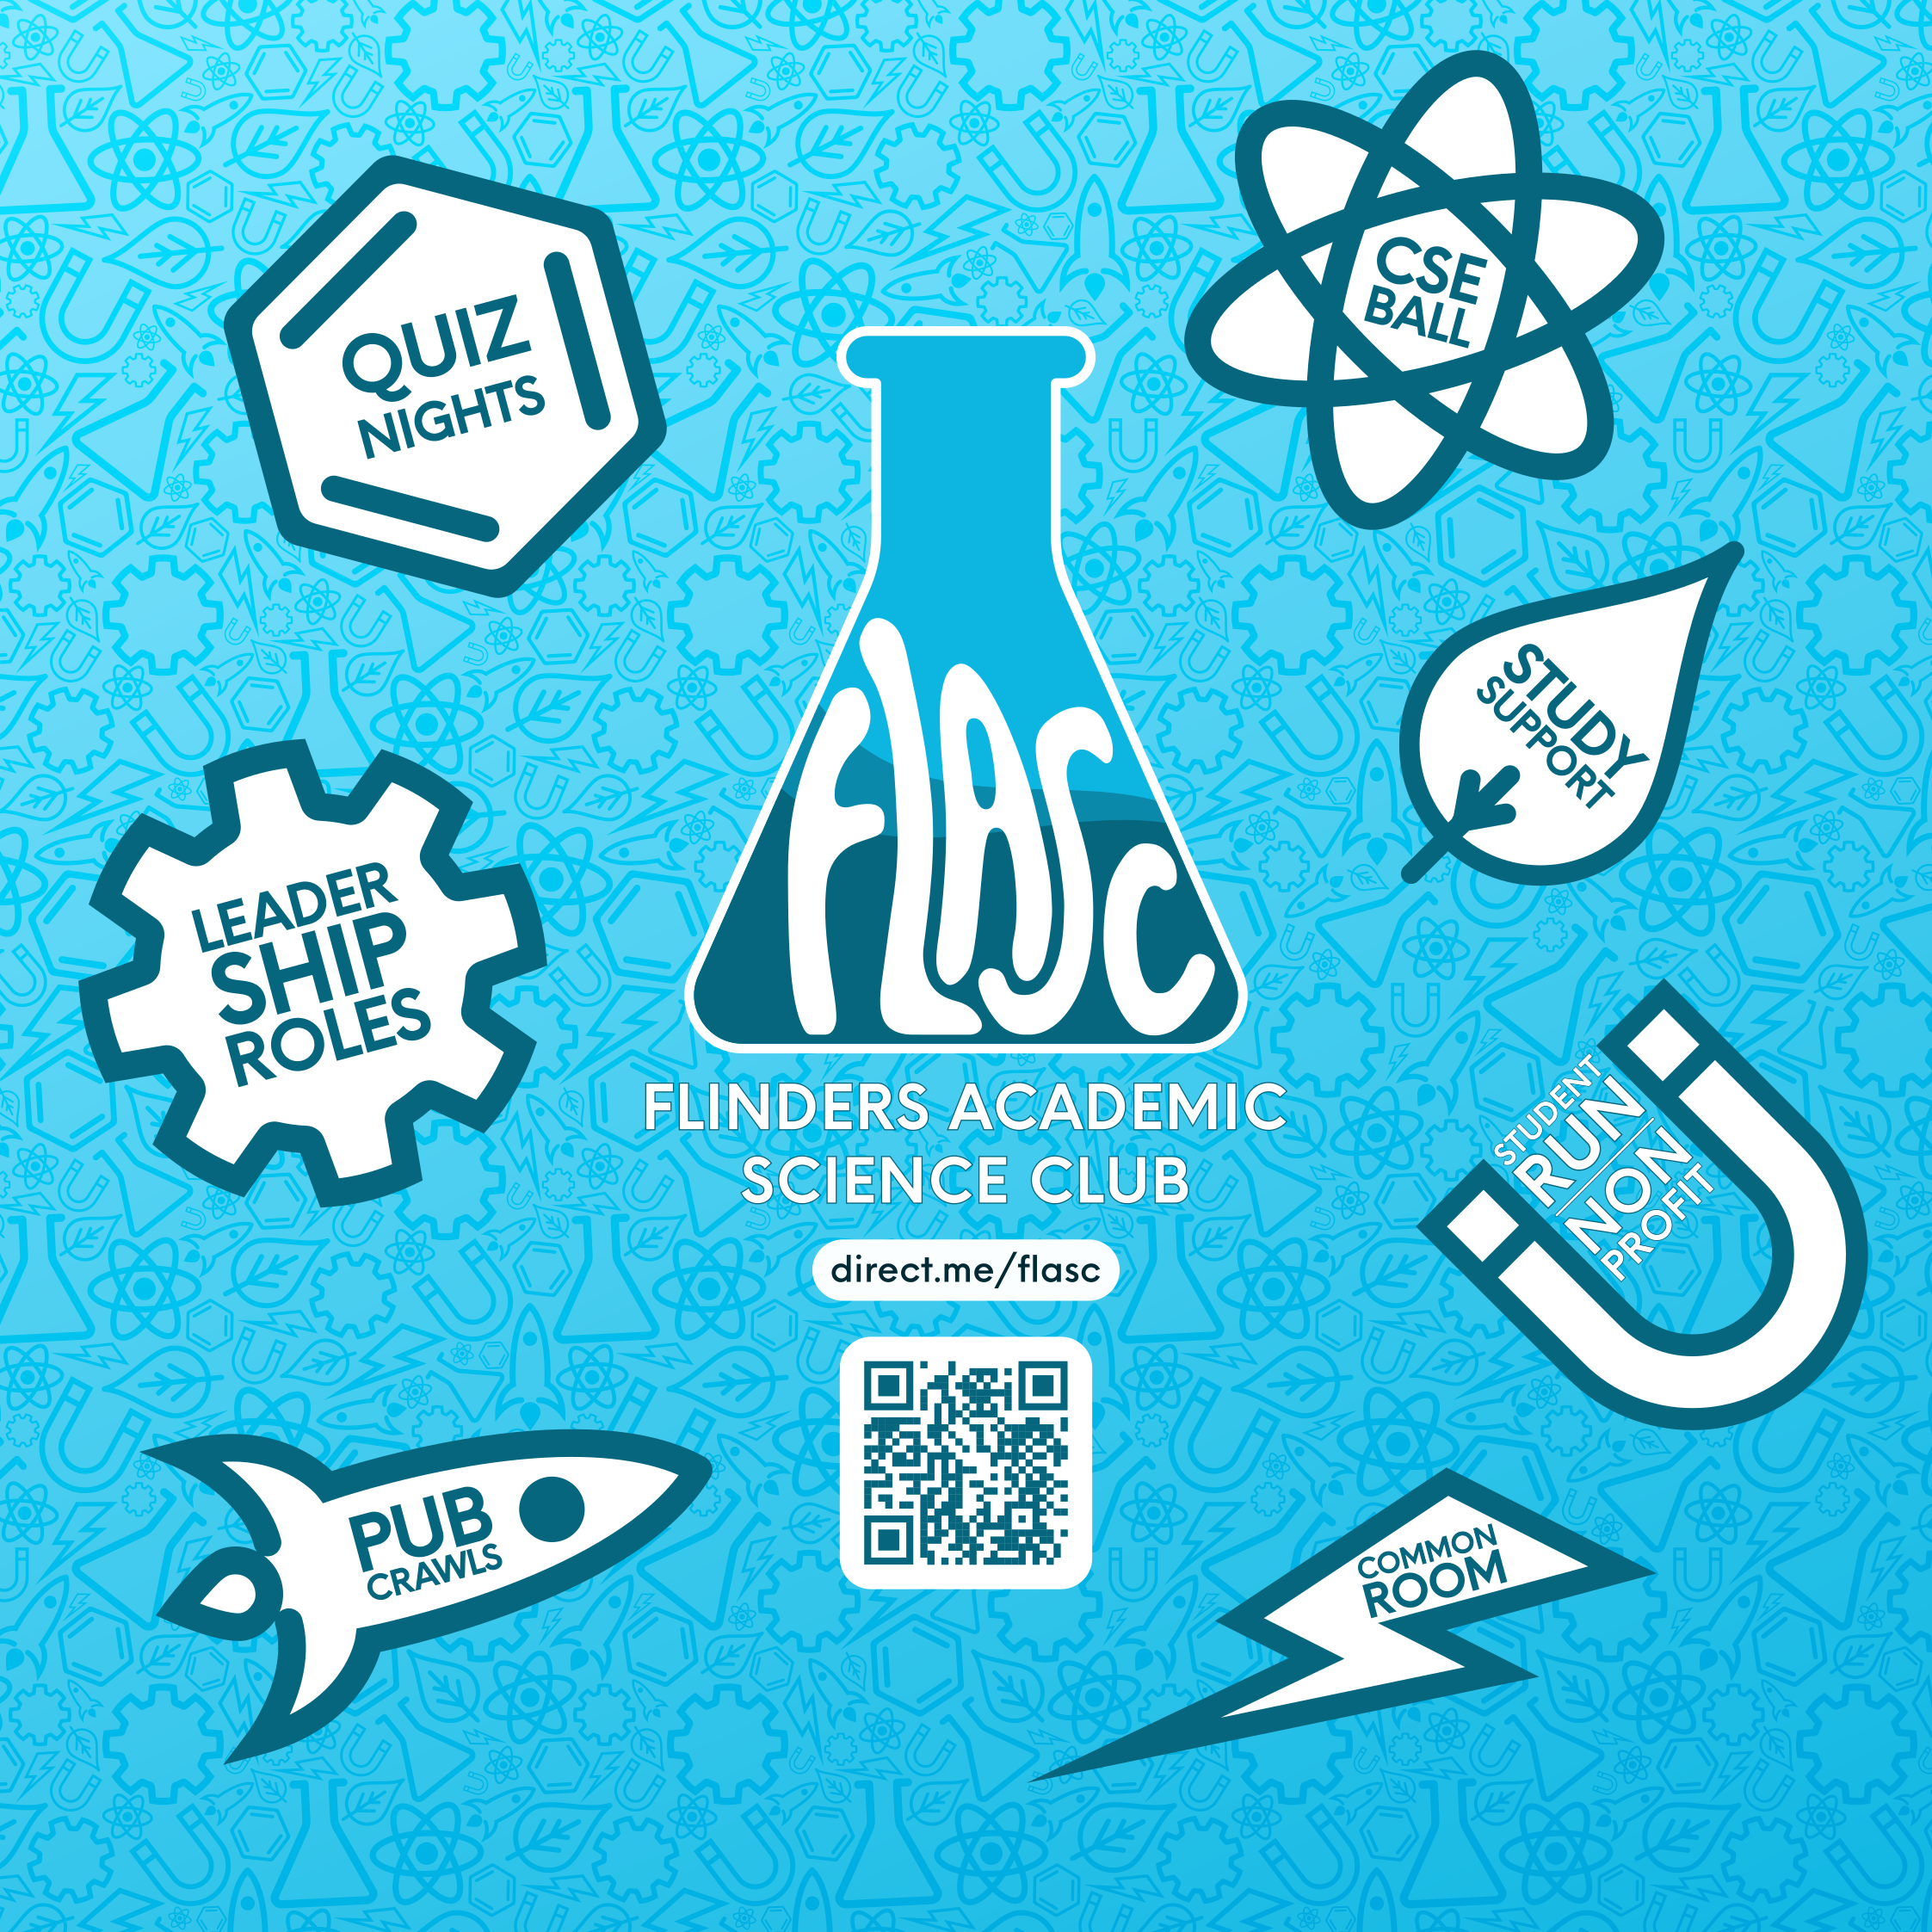 QUIZ
NIGHTS
CSE
BALL
STUDY
SUPPORT
LEADER
SHIP
ROLES
FLASC
FLINDERS ACADEMIC
SCIENCE CLUB
direct.me/flasc
STUDENT
RUN
NON
PROFIT
PUB
CRAWLS
COMMON
ROOM